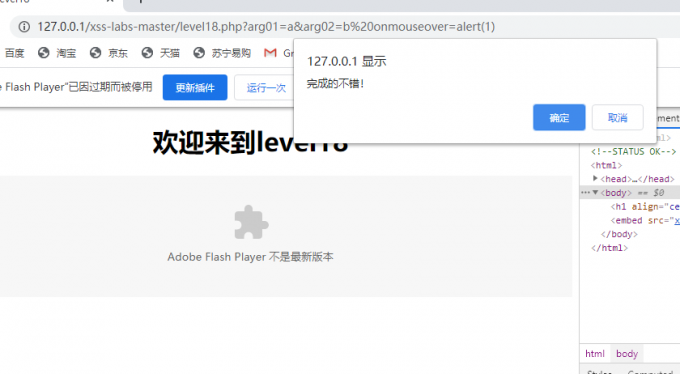 127.0.0.1/xss-labs-master/level18.php?arg01=a&arg02=b%20onmouseover=alert(1)
百度 淘宝 京东 天猫 苏宁易购
127.0.0.1 显示
完成的不错!
确定 取消
Flash Player"已因过期而被停用 更新插件 运行一次
欢迎来到level18
Adobe Flash Player 不是最新版本
<!--STATUS OK-->
<html>
<head>…</head>
<body> == $0
<h1 align="ce
<embed src="x
</body>
</html>
html body